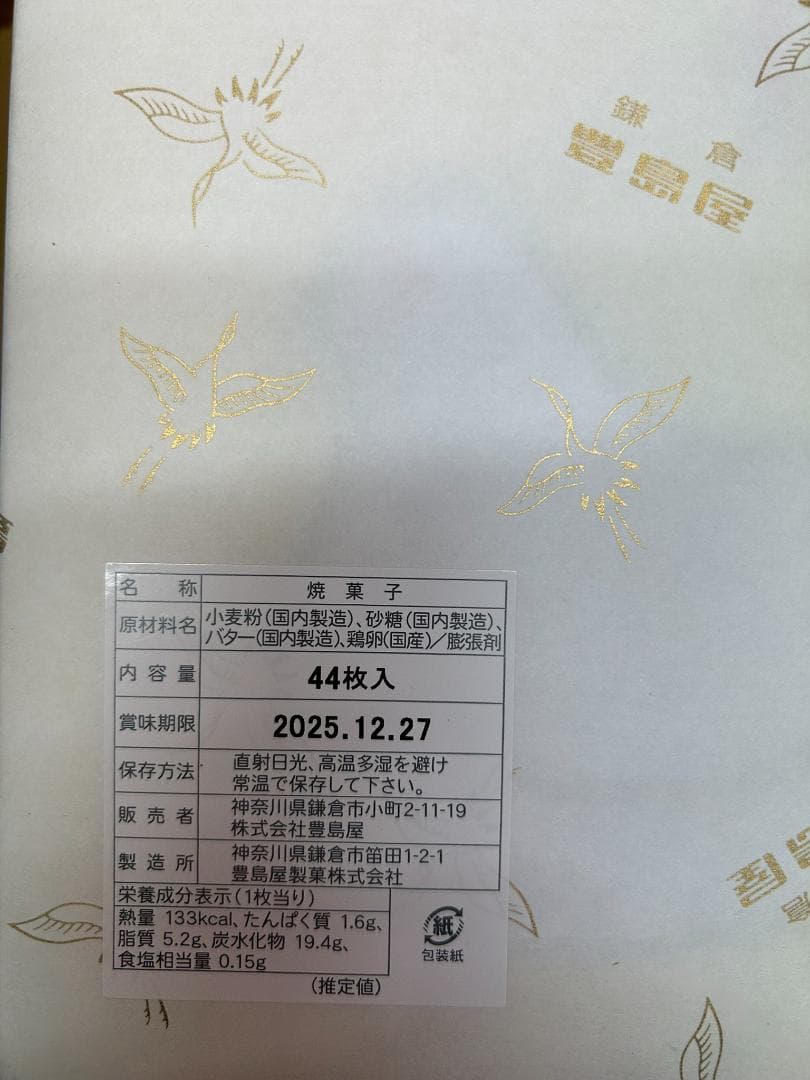 鎌倉
豊島屋
名称 焼菓子
原材料名 小麦粉(国内製造)、砂糖(国内製造)、
バター(国内製造)、鶏卵(国産)/膨張剤
内容量 44枚入
賞味期限 2025.12.27
保存方法 直射日光、高温多湿を避け
常温で保存して下さい。
販売者 神奈川県鎌倉市小町2-11-19
株式会社豊島屋
製造所 神奈川県鎌倉市笛田1-2-1
豊島屋製菓株式会社
栄養成分表示(1枚当り)
熱量 133kcal、たんぱく質 1.6g、
脂質 5.2g、炭水化物 19.4g、
食塩相当量 0.15g
(推定値)
紙
包装紙
島屋
倉